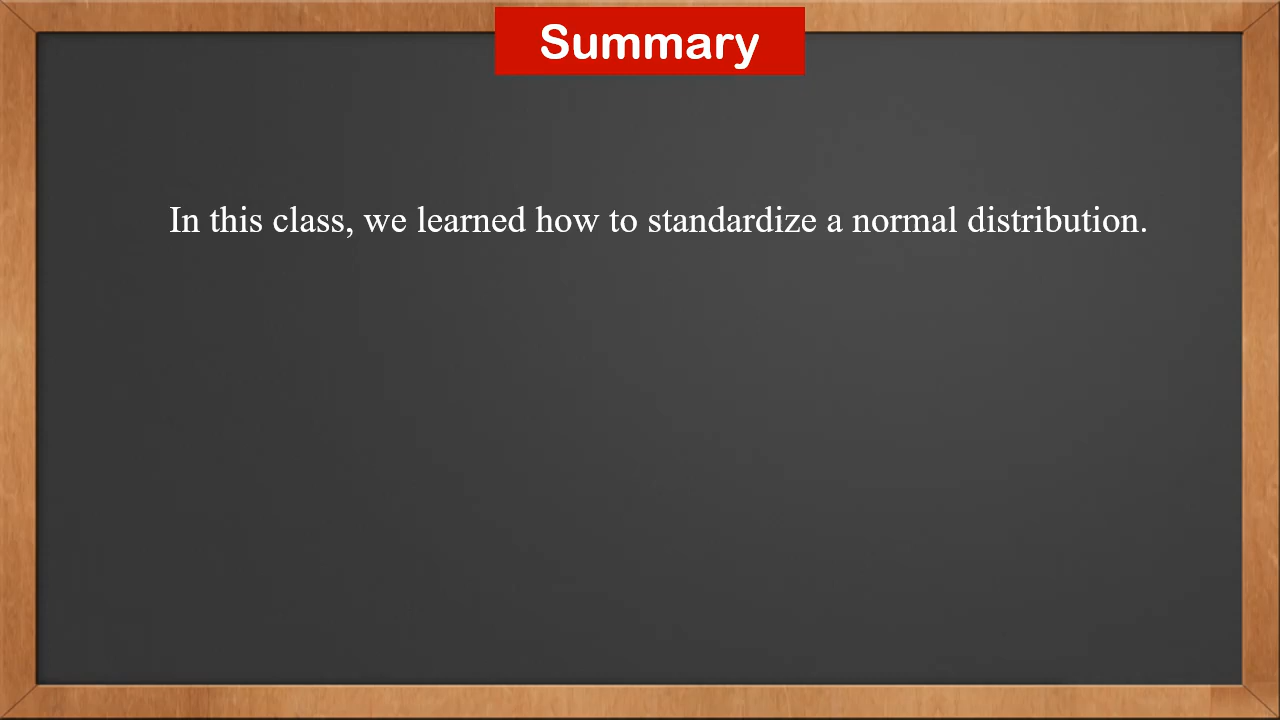 Summary
In this class, we learned how to standardize a normal distribution.